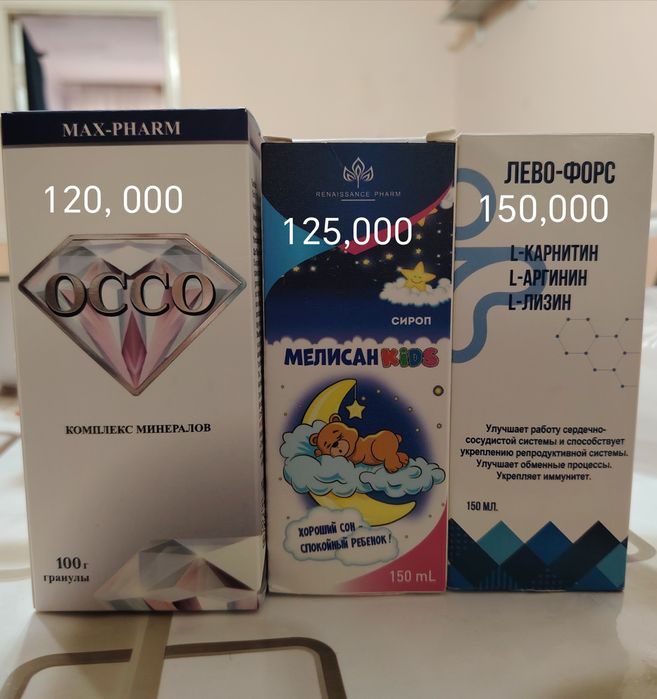 MAX-PHARM
120, 000
OCCO
КОМПЛЕКС МИНЕРАЛОВ
100г
гранулы
RENAISSANCE PHARM
125,000
СИРОП
МЕЛИСАН KIDS
ХОРОШИЙ СОН -
СПОКОЙНЫЙ РЕБЕНОК!
150 mL
ЛЕВО-ФОРС
150,000
L-КАРНИТИН
L-АРГИНИН
L-ЛИЗИН
Улучшает работу сердечно-
сосудистой системы и способствует
укреплению репродуктивной системы.
Улучшает обменные процессы.
Укрепляет иммунитет.
150 МЛ.